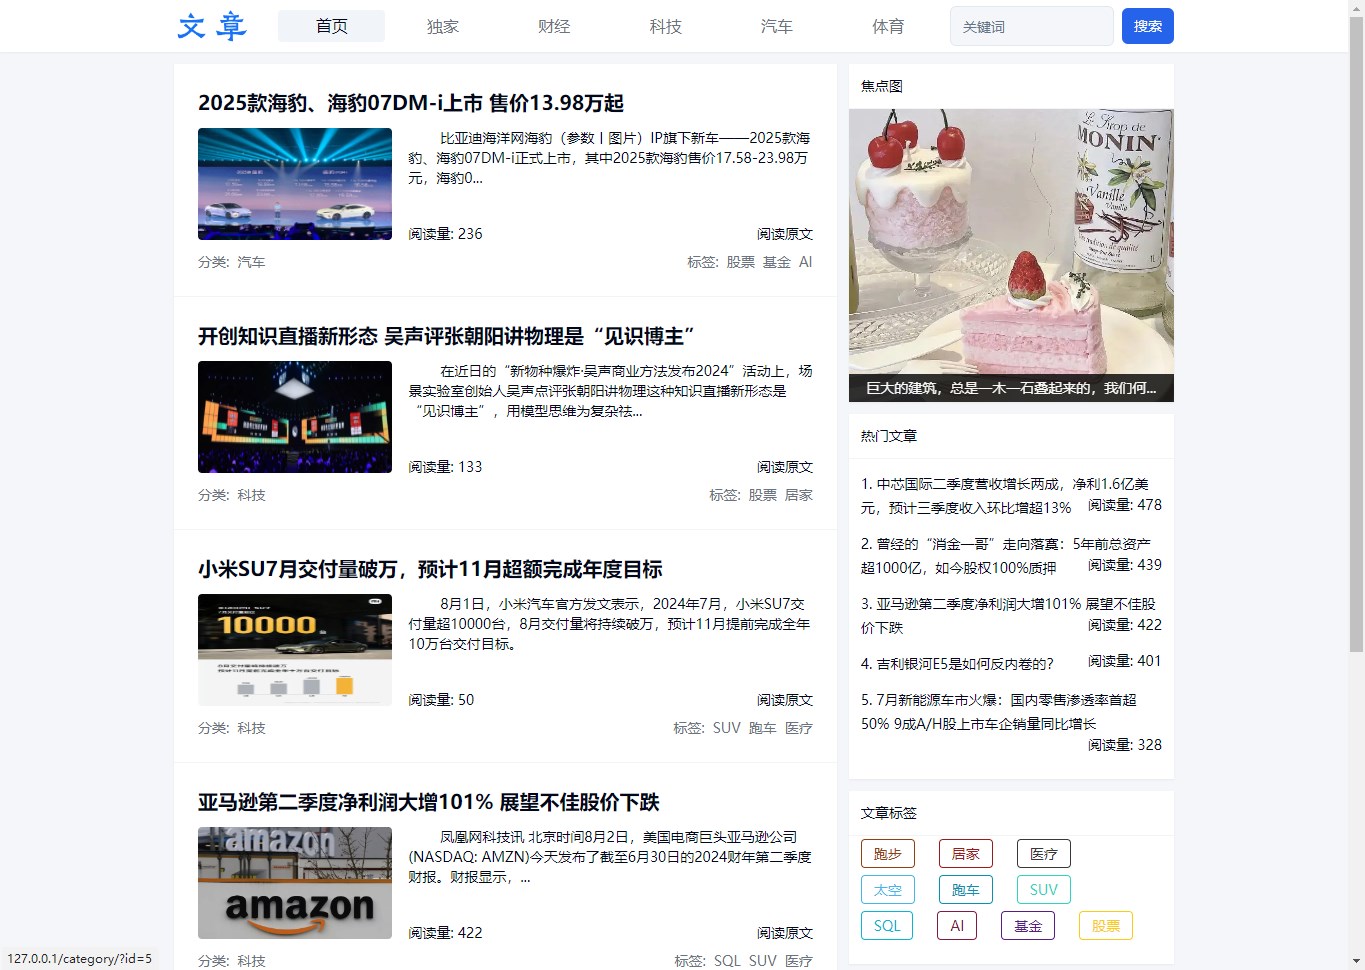 文章
首页
独家
财经
科技
汽车
体育
关键词
搜索
2025款海豹、海豹07DM-i上市 售价13.98万起
比亚迪海洋网海豹（参数丨图片）IP旗下新车——2025款海
豹、海豹07DM-i正式上市，其中2025款海豹售价17.58-23.98万
元，海豹0...
阅读量: 236
阅读原文
分类: 汽车
标签: 股票 基金 AI
开创知识直播新形态 吴声评张朝阳讲物理是“见识博主”
在近日的“新物种爆炸·吴声商业方法发布2024”活动上，场
景实验室创始人吴声点评张朝阳讲物理这种知识直播新形态是
“见识博主”，用模型思维为复杂祛...
阅读量: 133
阅读原文
分类: 科技
标签: 股票 居家
小米SU7月交付量破万，预计11月超额完成年度目标
10000
8月1日，小米汽车官方发文表示，2024年7月，小米SU7交
付量超10000台，8月交付量将持续破万，预计11月提前完成全年
10万台交付目标。
阅读量: 50
阅读原文
分类: 科技
标签: SUV 跑车 医疗
亚马逊第二季度净利润大增101% 展望不佳股价下跌
amazon
amazon
凤凰网科技讯 北京时间8月2日，美国电商巨头亚马逊公司
(NASDAQ: AMZN)今天发布了截至6月30日的2024财年第二季度
财报。财报显示，...
阅读量: 422
阅读原文
分类: 科技
标签: SQL SUV 医疗
焦点图
Le Sirop de
MONIN
Vanille
Vanilla
巨大的建筑，总是一木一石叠起来的，我们何...
热门文章
1. 中芯国际二季度营收增长两成，净利1.6亿美
元，预计三季度收入环比增超13%
阅读量: 478
2. 曾经的“消金一哥”走向落寞：5年前总资产
超1000亿，如今股权100%质押
阅读量: 439
3. 亚马逊第二季度净利润大增101% 展望不佳股
价下跌
阅读量: 422
4. 吉利银河E5是如何反内卷的？
阅读量: 401
5. 7月新能源车市火爆：国内零售渗透率首超
50% 9成A/H股上市车企销量同比增长
阅读量: 328
文章标签
跑步
居家
医疗
太空
跑车
SUV
SQL
AI
基金
股票
127.0.0.1/category/?id=5